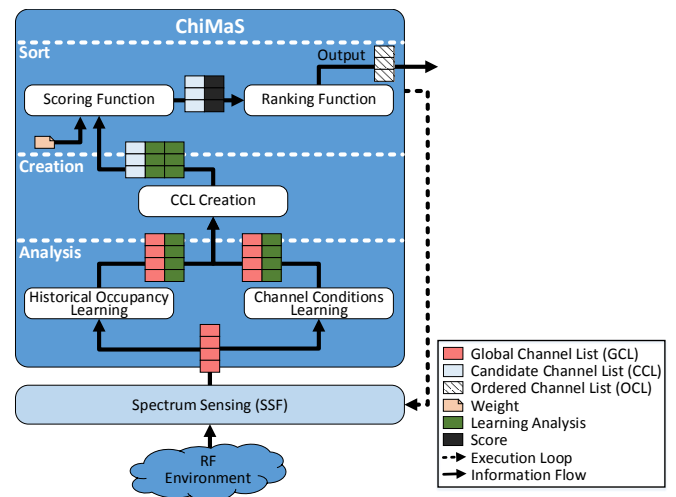 ChiMaS
Sort
Output
Scoring Function
Ranking Function
Creation
CCL Creation
Analysis
Historical Occupancy
Learning
Channel Conditions
Learning
Spectrum Sensing (SSF)
RF
Environment
Global Channel List (GCL)
Candidate Channel List (CCL)
Ordered Channel List (OCL)
Weight
Learning Analysis
Score
Execution Loop
Information Flow